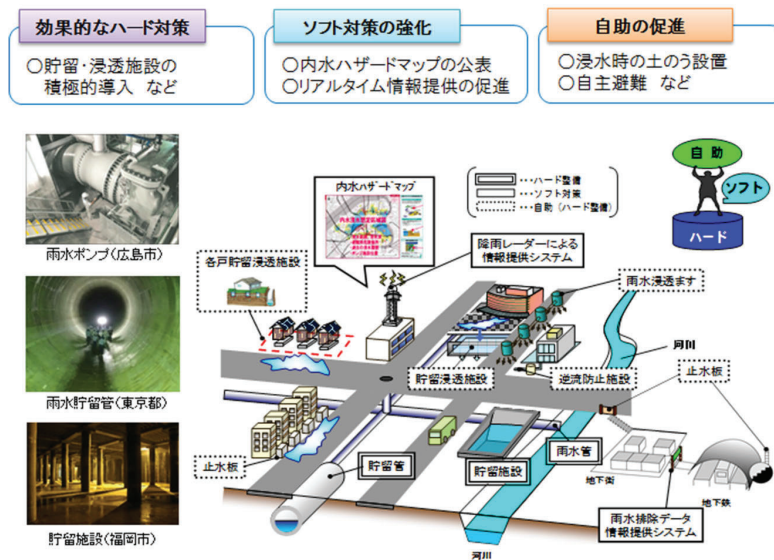 効果的なハード対策
○貯留・浸透施設の
積極的導入 など
ソフト対策の強化
○内水ハザードマップの公表
○リアルタイム情報提供の促進
自助の促進
○浸水時の土のう設置
○自主避難 など
雨水ポンプ(広島市)
雨水貯留管(東京都)
貯留施設(福岡市)
内水ハザードマップ
・・・ハード整備
・・・ソフト対策
・・・自助(ハード整備)
自助
ソフト
ハード
降雨レーダーによる
情報提供システム
各戸貯留浸透施設
雨水浸透ます
河川
貯留浸透施設
逆流防止施設
止水板
止水板
貯留管
貯留施設
雨水管
地下街
地下鉄
雨水排除データ
情報提供システム
河川